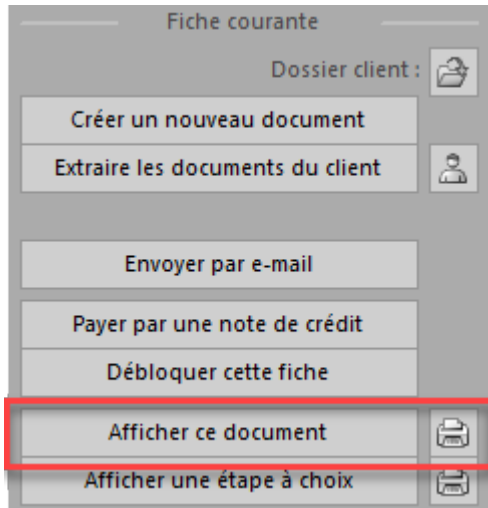 Fiche courante
Dossier client :
Créer un nouveau document
Extraire les documents du client
Envoyer par e-mail
Payer par une note de crédit
Débloquer cette fiche
Afficher ce document
Afficher une étape à choix